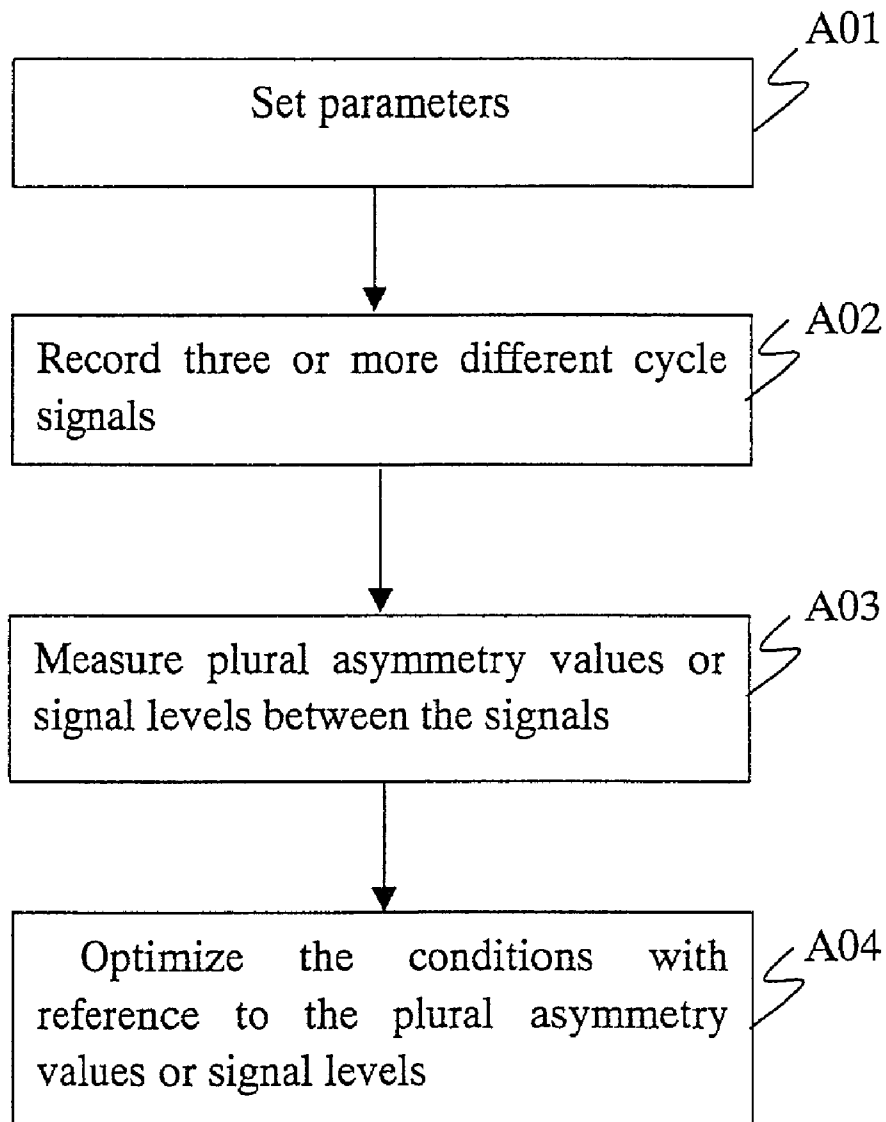 A01
Set parameters
A02
Record three or more different cycle
signals
A03
Measure plural asymmetry values or
signal levels between the signals
A04
Optimize the conditions with
reference to the plural asymmetry
values or signal levels